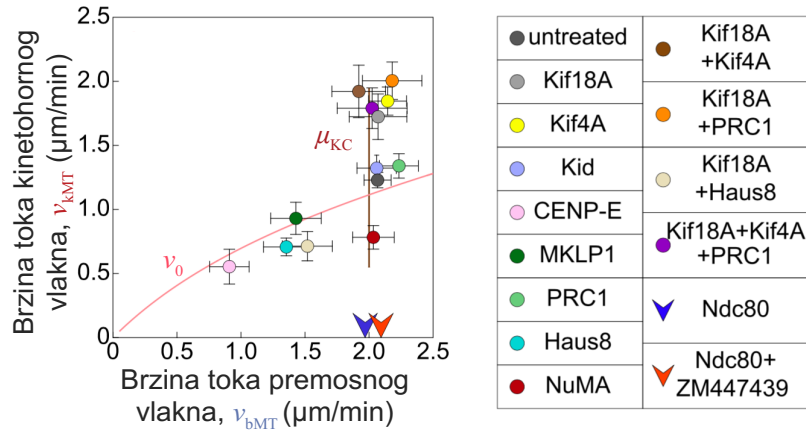 Brzina toka kinetohornog
vlakna, vkMT (µm/min)
2.5
2.0
1.5
1.0
0.5
0
µKC
v0
0.5
1.0
1.5
2.0
2.5
Brzina toka premosnog
vlakna, vbMT (µm/min)
untreated
Kif18A
Kif4A
Kid
CENP-E
MKLP1
PRC1
Haus8
NuMA
Kif18A
+Kif4A
Kif18A
+PRC1
Kif18A
+Haus8
Kif18A+Kif4A
+PRC1
Ndc80
Ndc80+
ZM447439